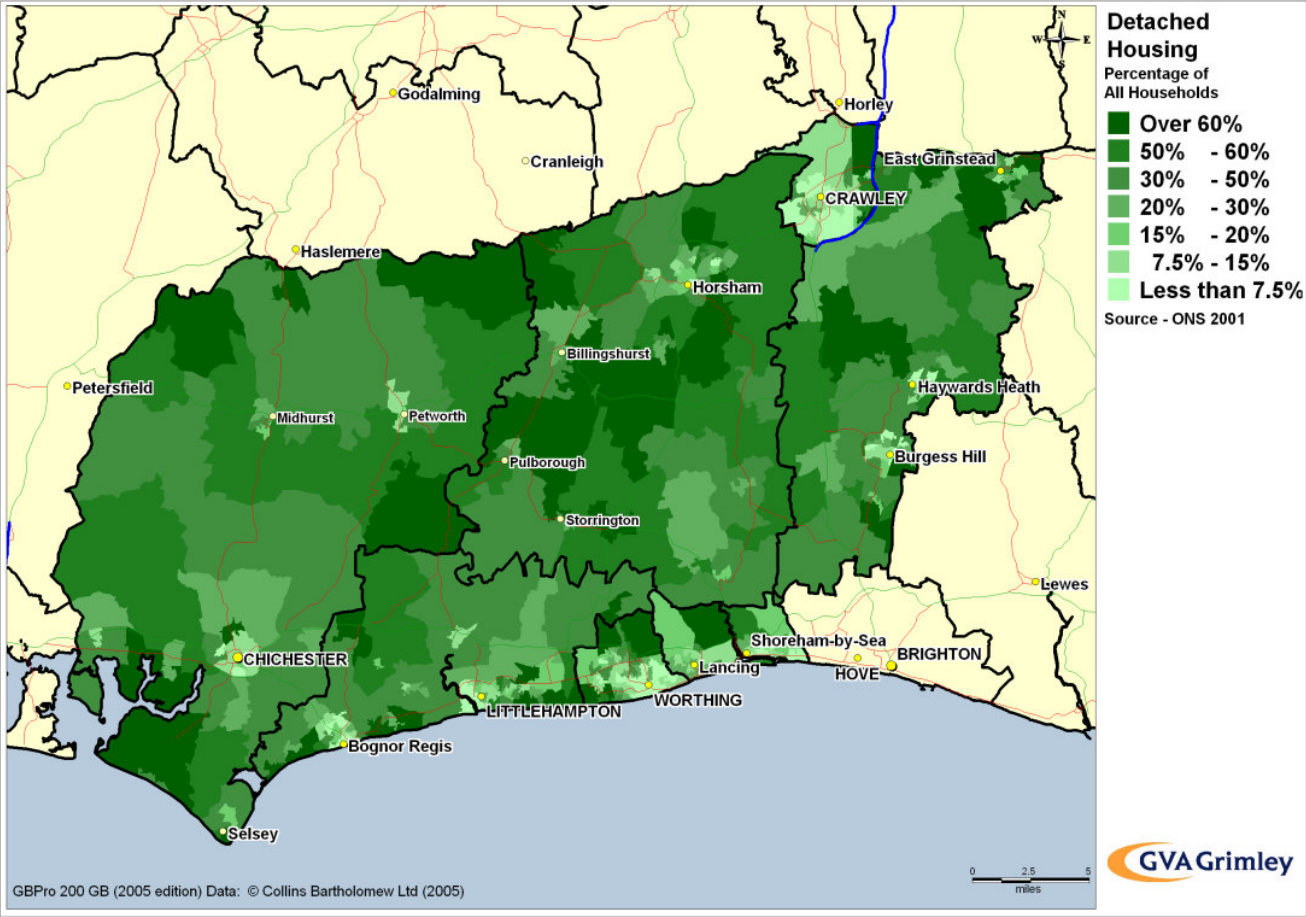 Detached
Housing
Percentage of
All Households
Over 60%
50% - 60%
30% - 50%
20% - 30%
15% - 20%
7.5% - 15%
Less than 7.5%
Source - ONS 2001
N
W E
S
Godalming
Horley
Cranleigh
East Grinstead
CRAWLEY
Haslemere
Horsham
Billingshurst
Petersfield
Haywards Heath
Midhurst
Petworth
Burgess Hill
Pulborough
Storrington
Lewes
Shoreham-by-Sea
BRIGHTON
CHICHESTER
Lancing
HOVE
WORTHING
LITTLEHAMPTON
Bognor Regis
Selsey
GVA Grimley
0 2.5 5
miles
GBPro 200 GB (2005 edition) Data: © Collins Bartholomew Ltd (2005)